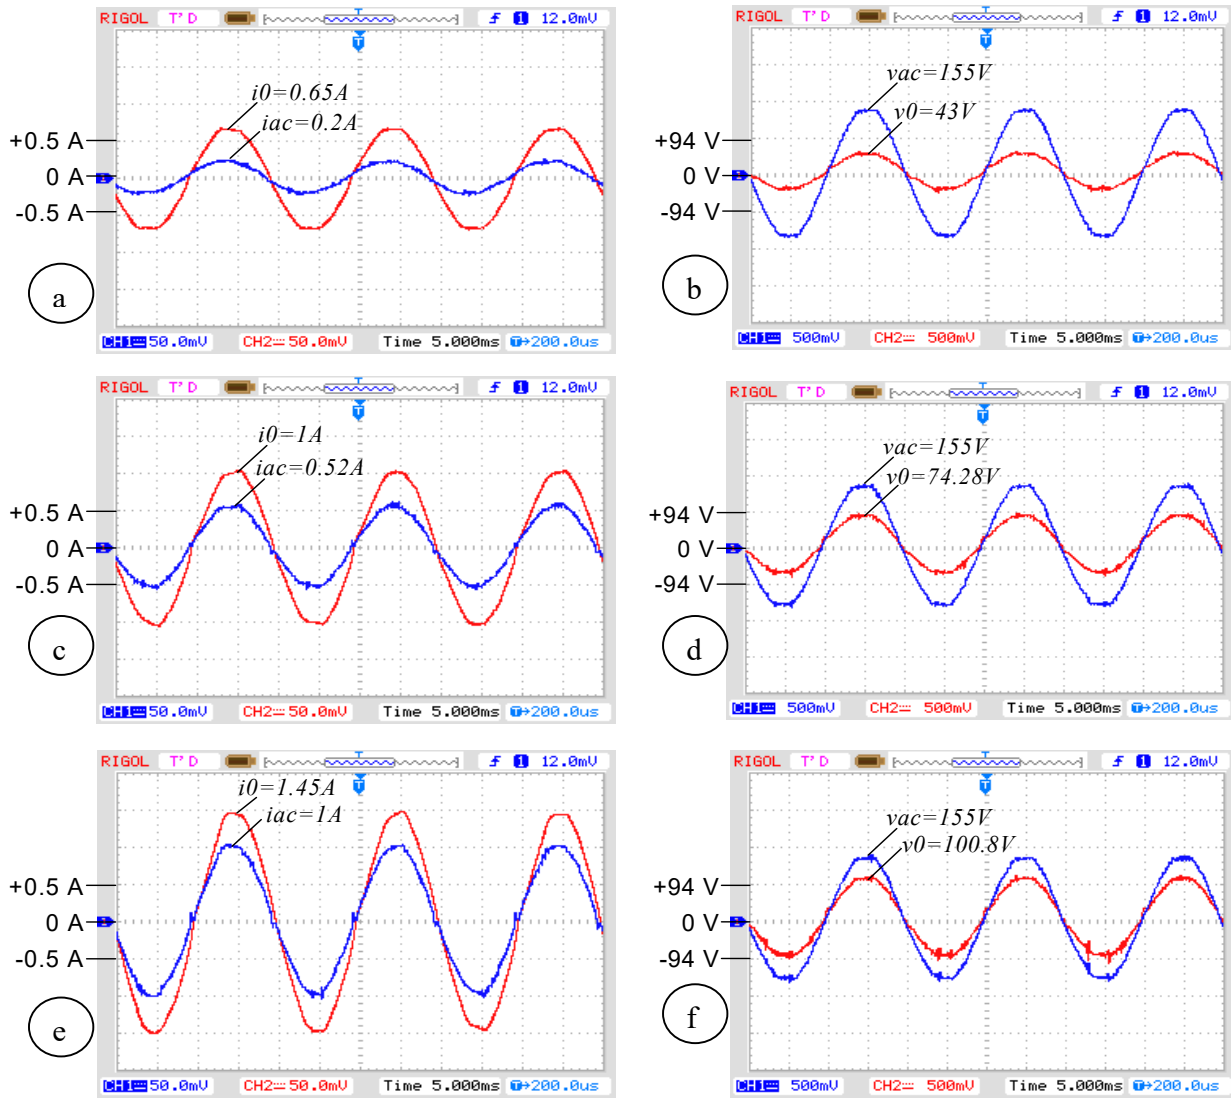 RIGOL T'D 1 12.0mV
T
T
i0=0.65A
iac=0.2A
+0.5 A
0 A
-0.5 A
a
CH1 50.0mV CH2 50.0mV Time 5.000ms T→200.0us
RIGOL T'D 1 12.0mV
T
T
vac=155V
v0=43V
+94 V
0 V
-94 V
b
CH1 500mV CH2 500mV Time 5.000ms T→200.0us
RIGOL T'D 1 12.0mV
T
T
i0=1A
iac=0.52A
+0.5 A
0 A
-0.5 A
c
CH1 50.0mV CH2 50.0mV Time 5.000ms T→200.0us
RIGOL T'D 1 12.0mV
T
T
vac=155V
v0=74.28V
+94 V
0 V
-94 V
d
CH1 500mV CH2 500mV Time 5.000ms T→200.0us
RIGOL T'D 1 12.0mV
T
T
i0=1.45A
iac=1A
+0.5 A
0 A
-0.5 A
e
CH1 50.0mV CH2 50.0mV Time 5.000ms T→200.0us
RIGOL T'D 1 12.0mV
T
T
vac=155V
v0=100.8V
+94 V
0 V
-94 V
f
CH1 500mV CH2 500mV Time 5.000ms T→200.0us